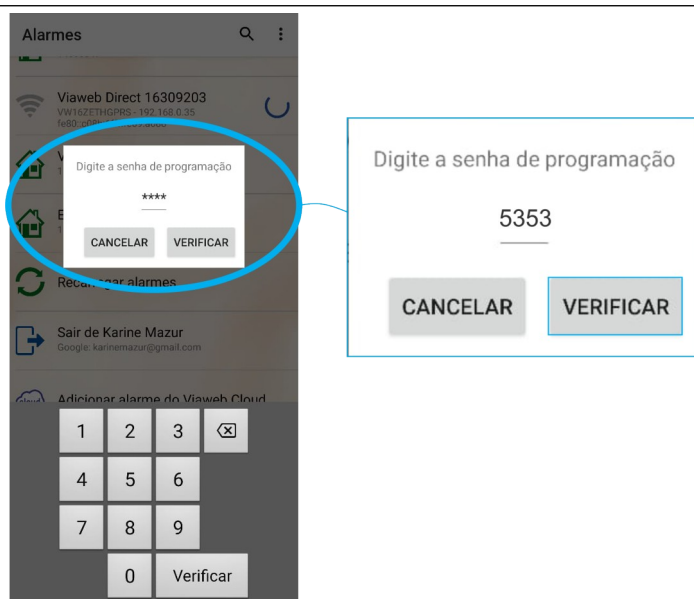 Alarmes
Viaweb Direct 16309203
VW16ZETHGPRS - 192.168.0.35
Digite a senha de programação
****
CANCELAR VERIFICAR
Recarregar alarmes
Sair de Karine Mazur
Google: karinemazur@gmail.com
Adicionar alarme do Viaweb Cloud
1 2 3
4 5 6
7 8 9
0 Verificar
Digite a senha de programação
5353
CANCELAR VERIFICAR